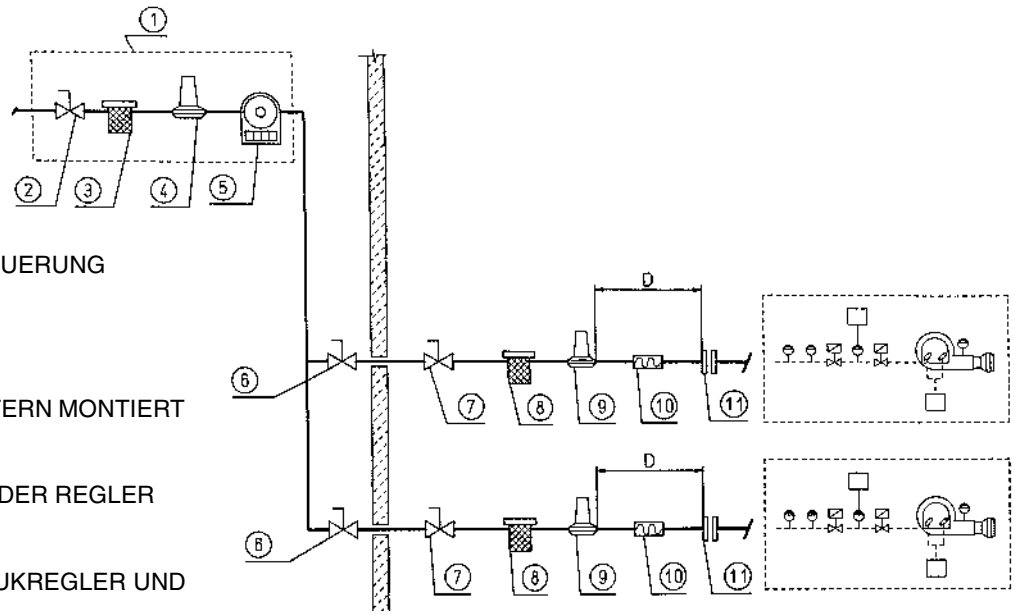 1
2 3 4 5
UERUNG
D
6 7 8 9 10 11
TERN MONTIERT
DER REGLER
D
6 7 8 9 10 11
UKREGLER UND